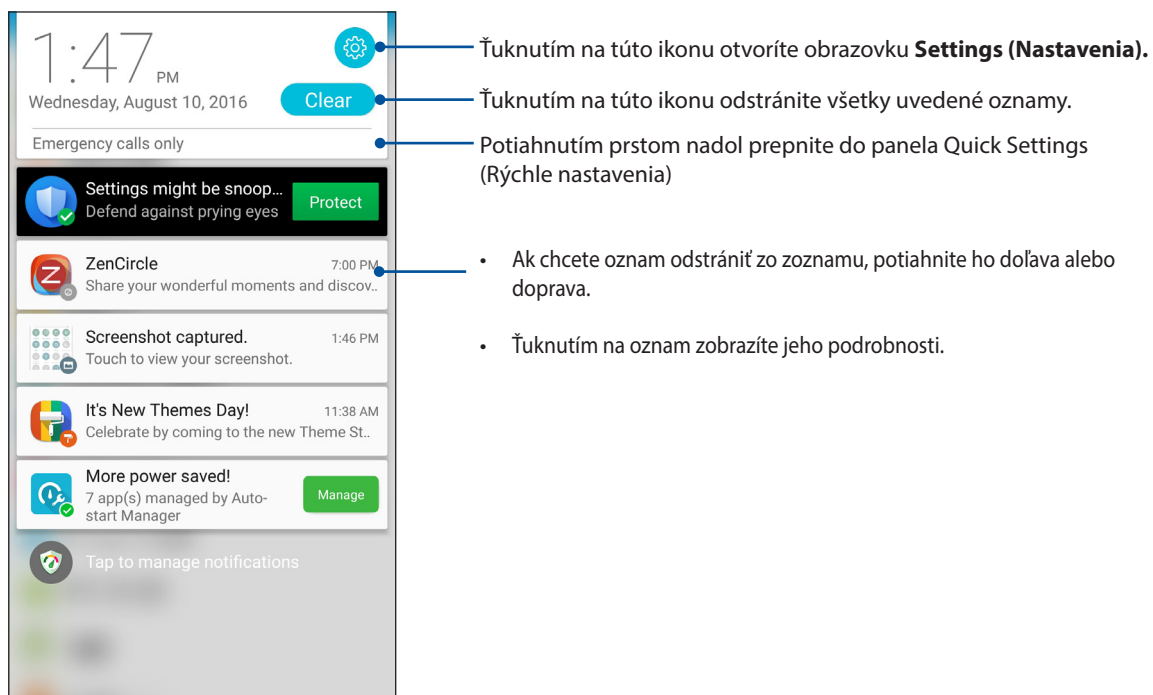 1:47 PM
Wednesday, August 10, 2016
Clear
Emergency calls only
Ťuknutím na túto ikonu otvoríte obrazovku Settings (Nastavenia).
Ťuknutím na túto ikonu odstránite všetky uvedené oznamy.
Potiahnutím prstom nadol prepnite do panela Quick Settings
(Rýchle nastavenia)
Settings might be snoop...
Defend against prying eyes
Protect
ZenCircle
7:00 PM
Share your wonderful moments and discov..
• Ak chcete oznam odstrániť zo zoznamu, potiahnite ho doľava alebo
doprava.
Screenshot captured.
1:46 PM
Touch to view your screenshot.
• Ťuknutím na oznam zobrazíte jeho podrobnosti.
It's New Themes Day!
11:38 AM
Celebrate by coming to the new Theme St..
More power saved!
7 app(s) managed by Auto-
start Manager
Manage
Tap to manage notifications